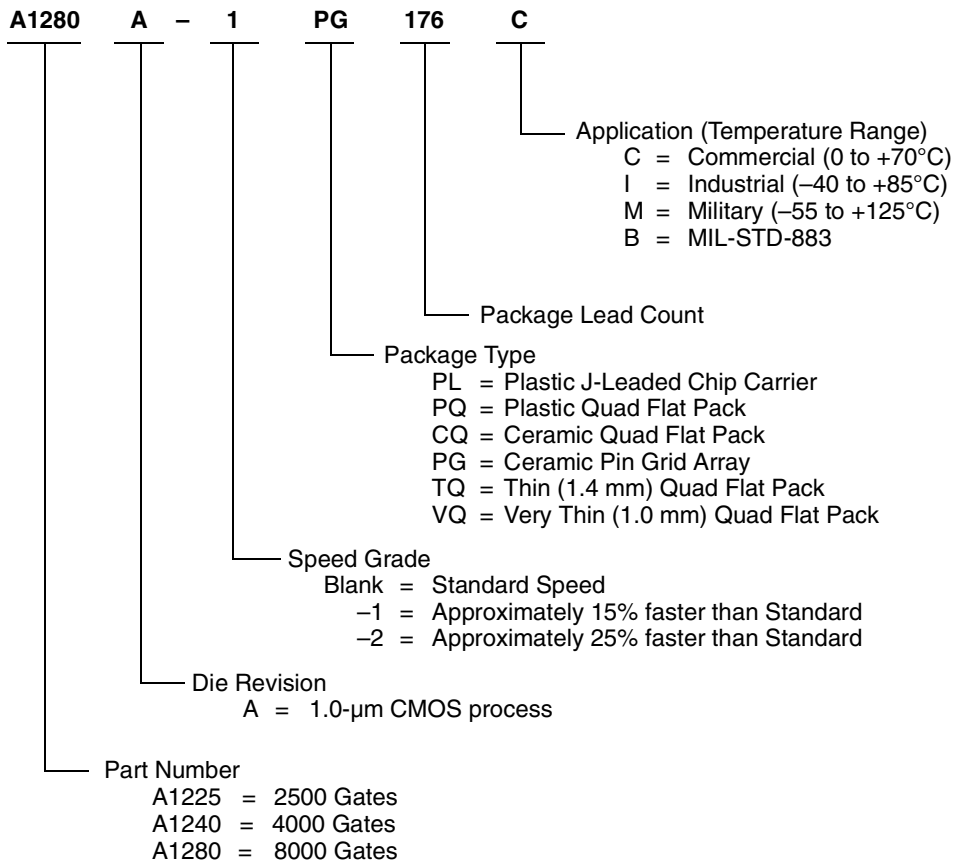 A1280 A – 1 PG 176 C
Application (Temperature Range)
C = Commercial (0 to +70°C)
I = Industrial (–40 to +85°C)
M = Military (–55 to +125°C)
B = MIL-STD-883
Package Lead Count
Package Type
PL = Plastic J-Leaded Chip Carrier
PQ = Plastic Quad Flat Pack
CQ = Ceramic Quad Flat Pack
PG = Ceramic Pin Grid Array
TQ = Thin (1.4 mm) Quad Flat Pack
VQ = Very Thin (1.0 mm) Quad Flat Pack
Speed Grade
Blank = Standard Speed
–1 = Approximately 15% faster than Standard
–2 = Approximately 25% faster than Standard
Die Revision
A = 1.0-µm CMOS process
Part Number
A1225 = 2500 Gates
A1240 = 4000 Gates
A1280 = 8000 Gates